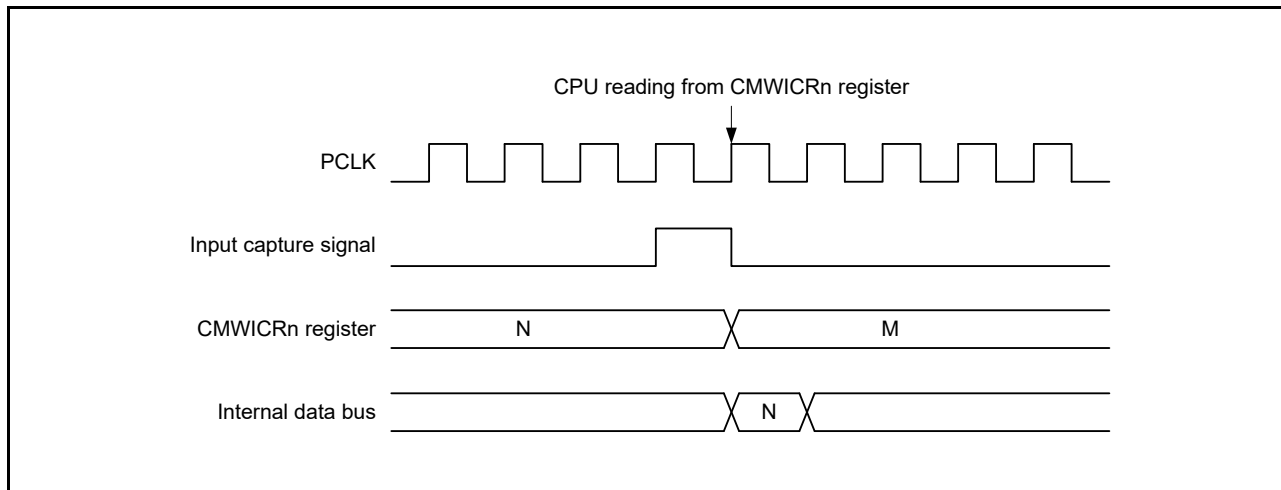 CPU reading from CMWICRn register
PCLK
Input capture signal
CMWICRn register
N
M
Internal data bus
N